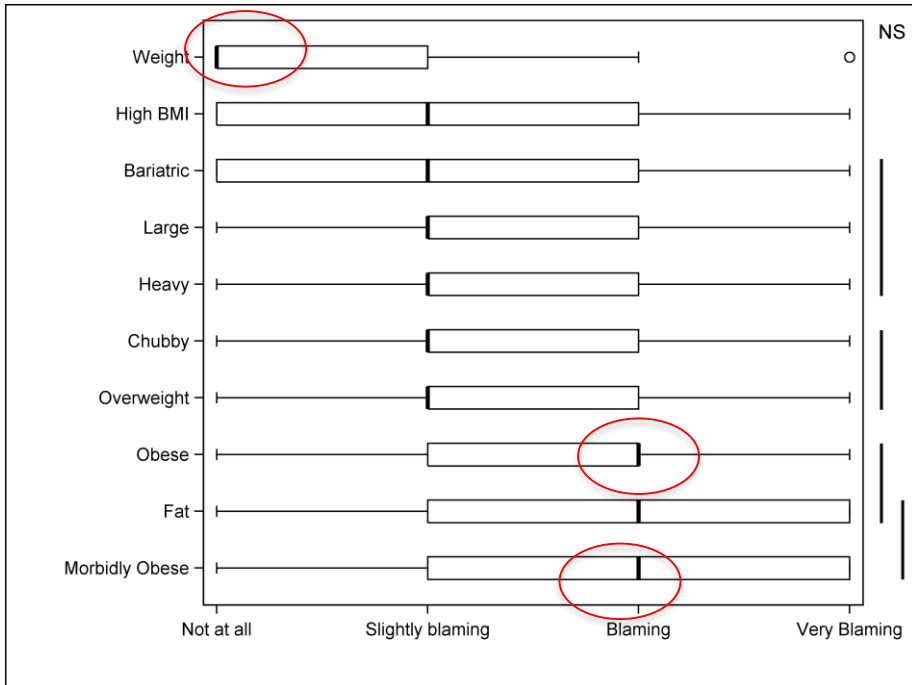 NS
Weight
High BMI
Bariatric
Large
Heavy
Chubby
Overweight
Obese
Fat
Morbidly Obese
Not at all Slightly blaming Blaming Very Blaming